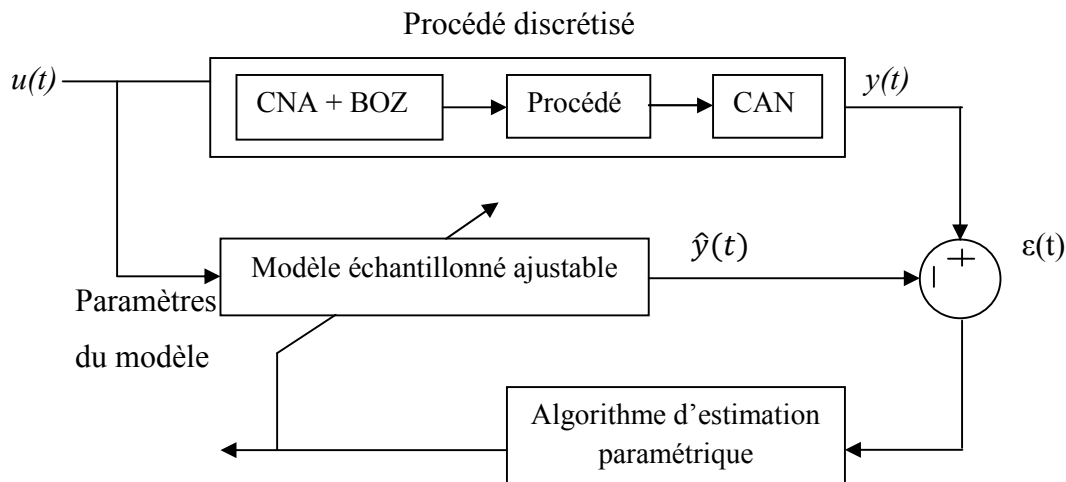 Procédé discrétisé
u(t)
CNA + BOZ
Procédé
CAN
y(t)
Modèle échantillonné ajustable
ŷ(t)
ε(t)
+
−
Paramètres
du modèle
Algorithme d’estimation
paramétrique